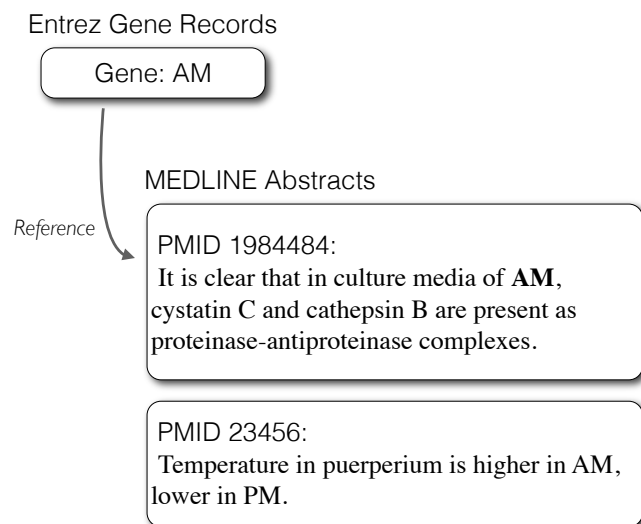 Entrez Gene Records
Gene: AM
MEDLINE Abstracts
Reference
PMID 1984484:
It is clear that in culture media of AM,
cystatin C and cathepsin B are present as
proteinase-antiproteinase complexes.
PMID 23456:
Temperature in puerperium is higher in AM,
lower in PM.